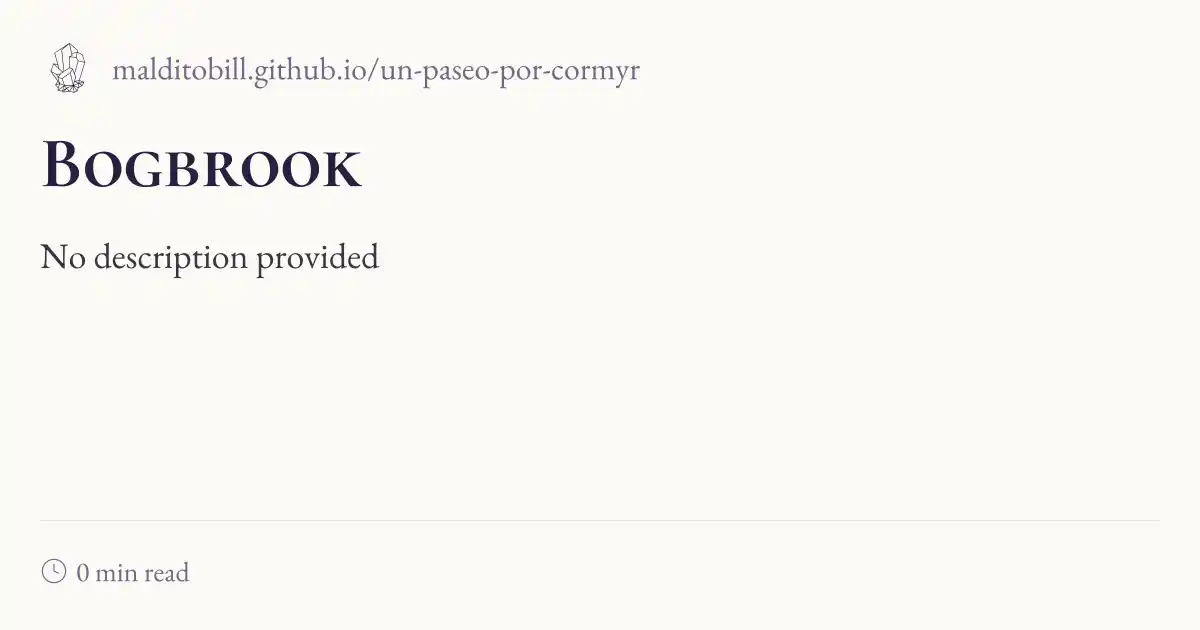 malditobill.github.io/un-paseo-por-cormyr
Bogbrook
No description provided
0 min read